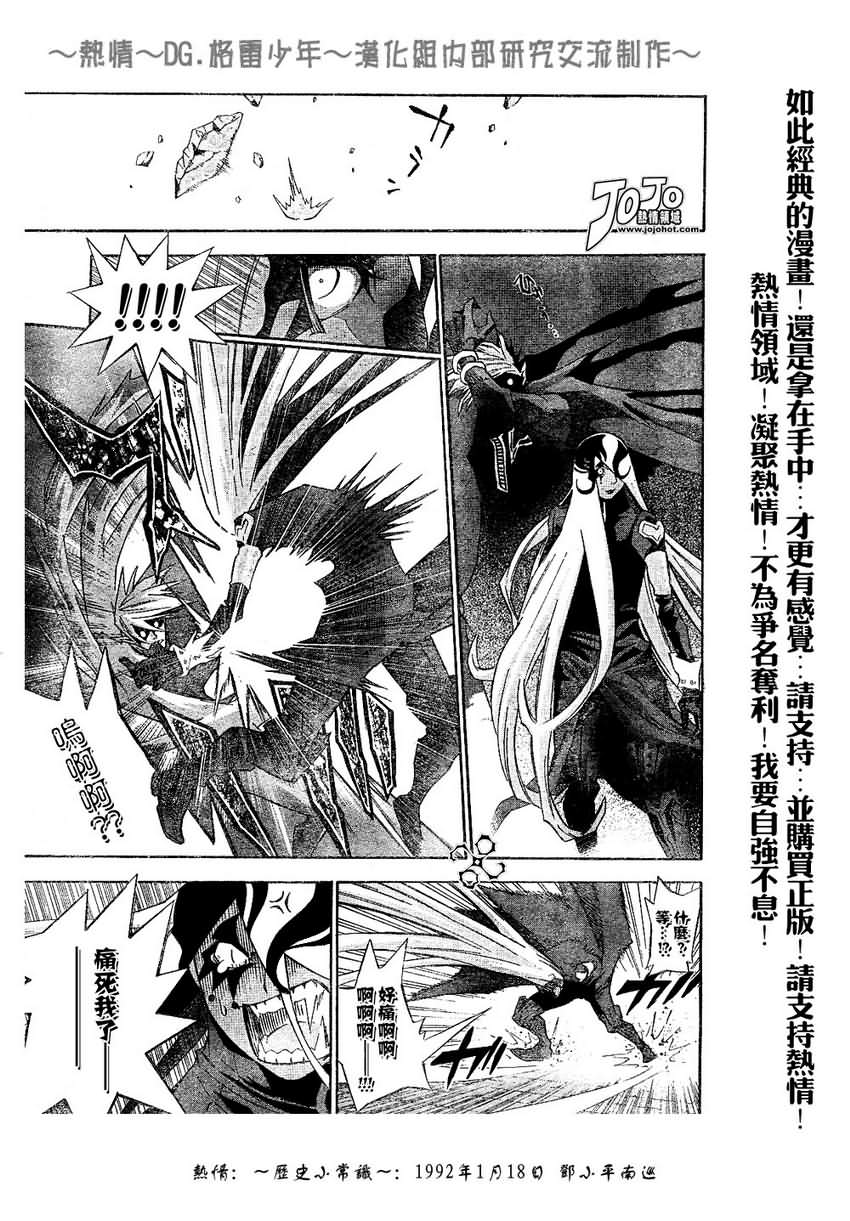 ～熱情～DG.格雷少年～漢化組內部研究交流制作～
如此經典的漫畫！還是拿在手中…才更有感覺…請支持…並購買正版！請支持熱情！
熱情領域！凝聚熱情！不為爭名奪利！我要自強不息！
カッ
JOJO
熱情領域
www.jojohot.com
!!!!
嗚
啊
啊
??
什麼?
等…!?
好痛啊啊
啊啊啊
——!!!
——痛死我了——
熱情：～歷史小常識～：1992年1月18日 鄧小平南巡